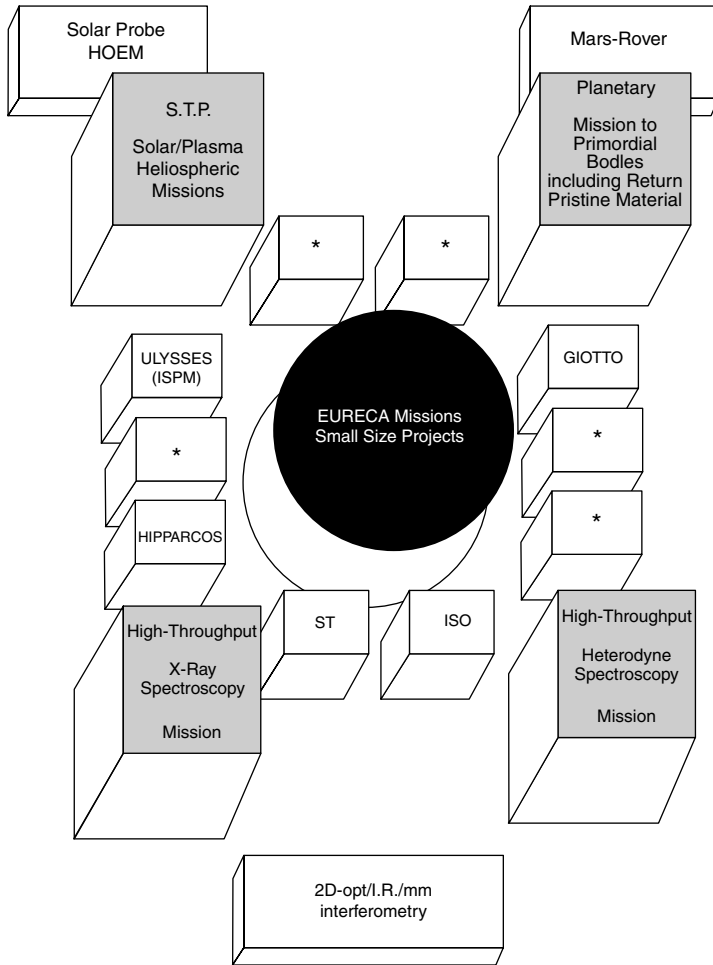 Solar Probe
HOEM
Mars-Rover
S.T.P.
Solar/Plasma
Heliospheric
Missions
Planetary
Mission to
Primordial
Bodles
including Return
Pristine Material
*
*
ULYSSES
(ISPM)
EURECA Missions
Small Size Projects
GIOTTO
*
*
HIPPARCOS
*
High-Throughput
X-Ray
Spectroscopy
Mission
ST
ISO
High-Throughput
Heterodyne
Spectroscopy
Mission
2D-opt/I.R./mm
interferometry